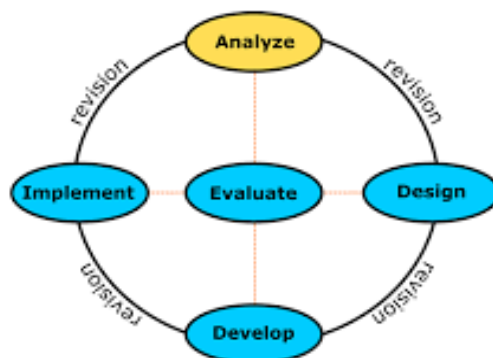 Analyze
revision
revision
Implement
Evaluate
Design
revision
revision
Develop